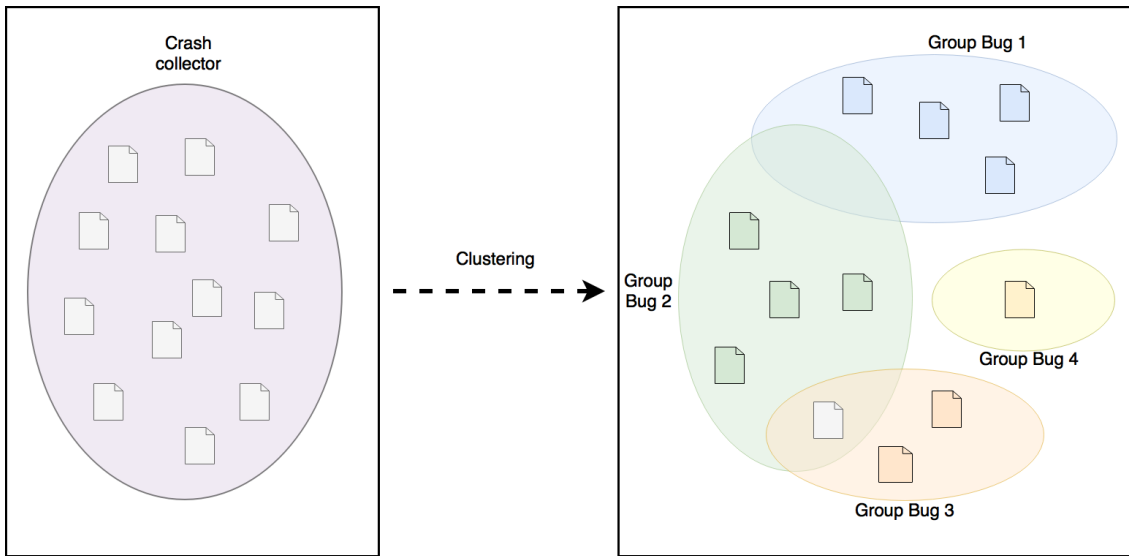 Crash
collector
Clustering
Group Bug 1
Group
Bug 2
Group Bug 4
Group Bug 3